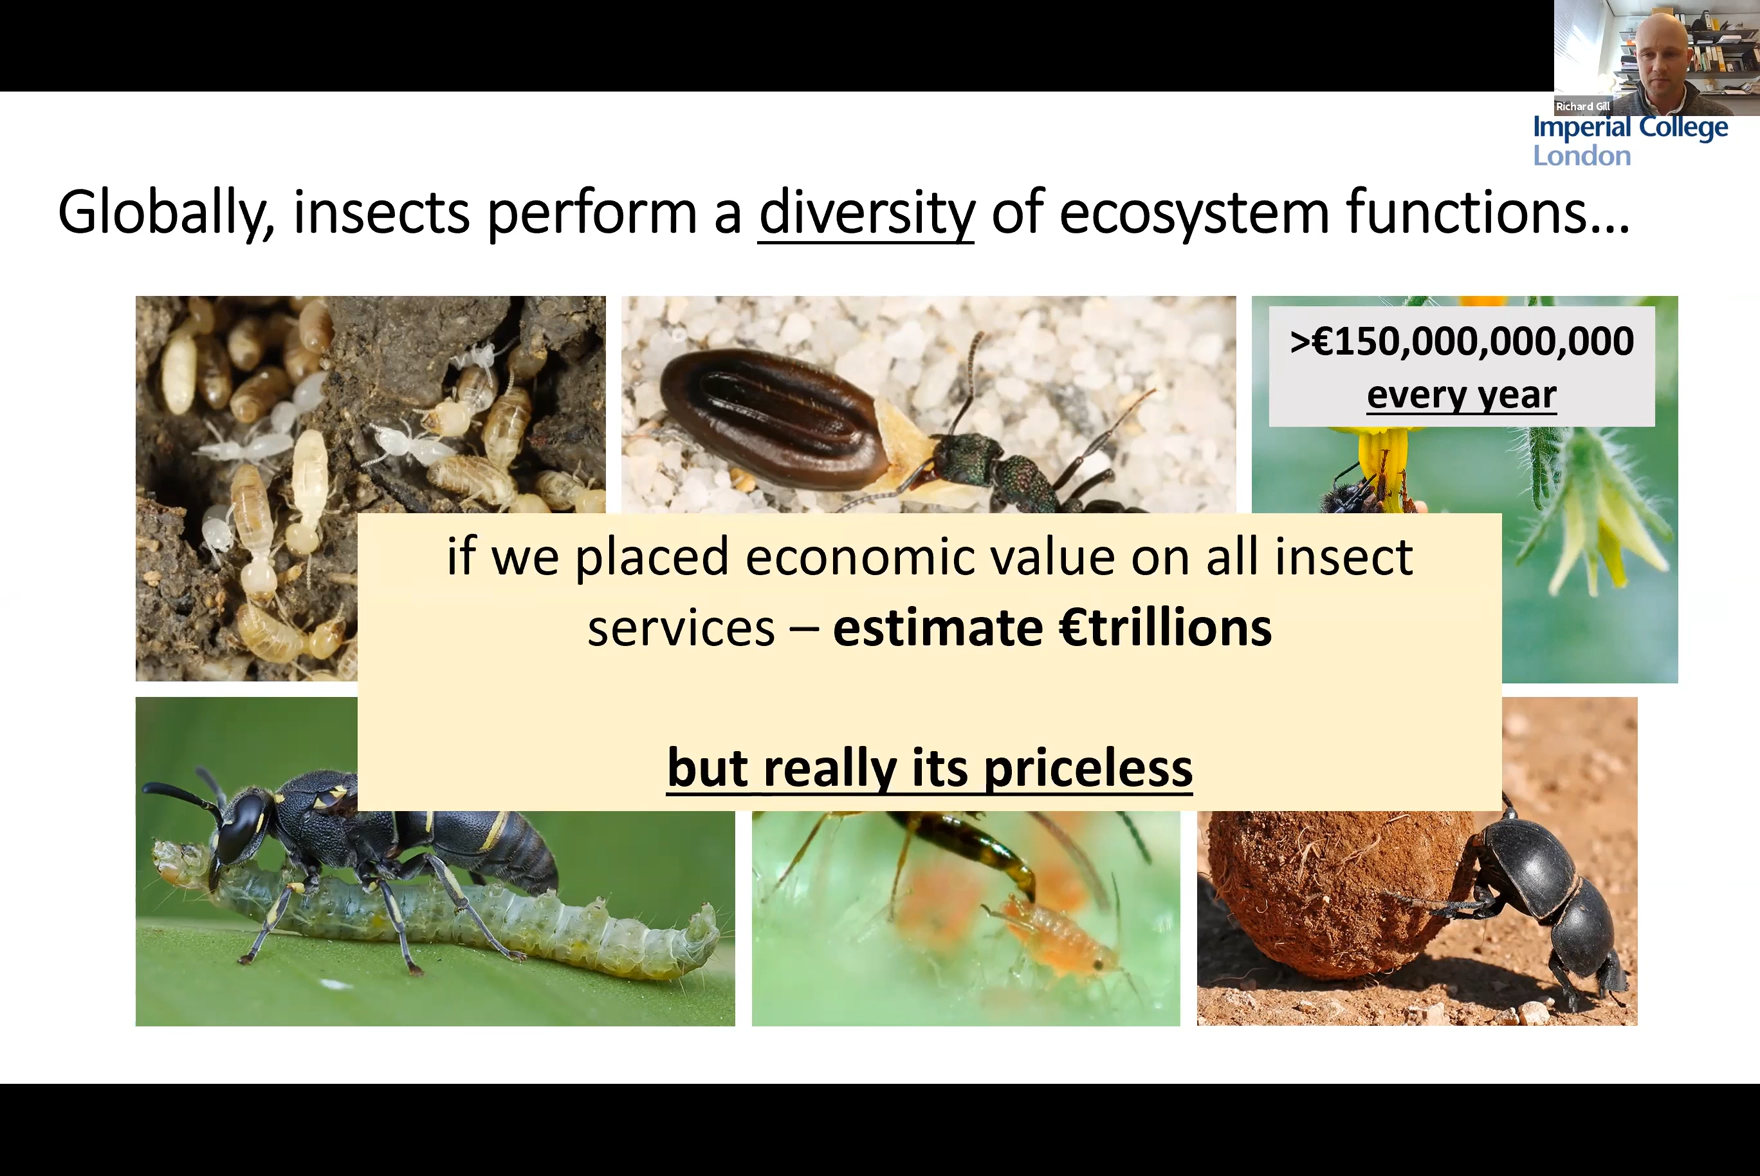 Richard Gill
Imperial College
London
Globally, insects perform a diversity of ecosystem functions...
>€150,000,000,000
every year
if we placed economic value on all insect
services – estimate €trillions
but really its priceless